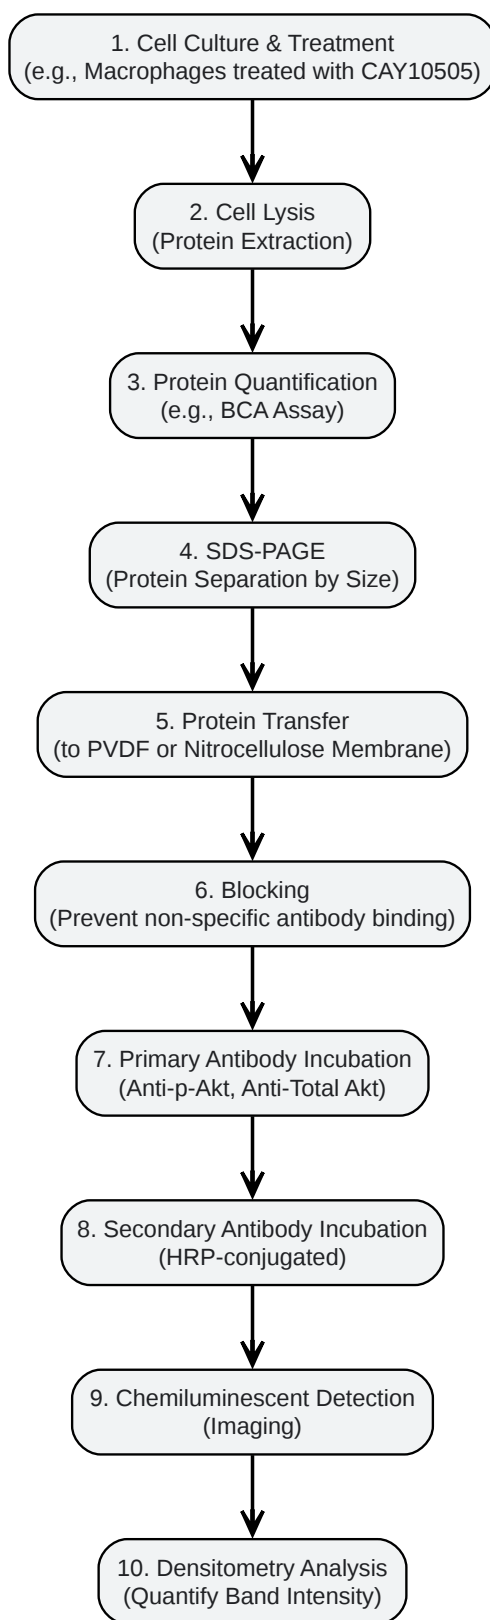 1. Cell Culture & Treatment
(e.g., Macrophages treated with CAY10505)
2. Cell Lysis
(Protein Extraction)
3. Protein Quantification
(e.g., BCA Assay)
4. SDS-PAGE
(Protein Separation by Size)
5. Protein Transfer
(to PVDF or Nitrocellulose Membrane)
6. Blocking
(Prevent non-specific antibody binding)
7. Primary Antibody Incubation
(Anti-p-Akt, Anti-Total Akt)
8. Secondary Antibody Incubation
(HRP-conjugated)
9. Chemiluminescent Detection
(Imaging)
10. Densitometry Analysis
(Quantify Band Intensity)